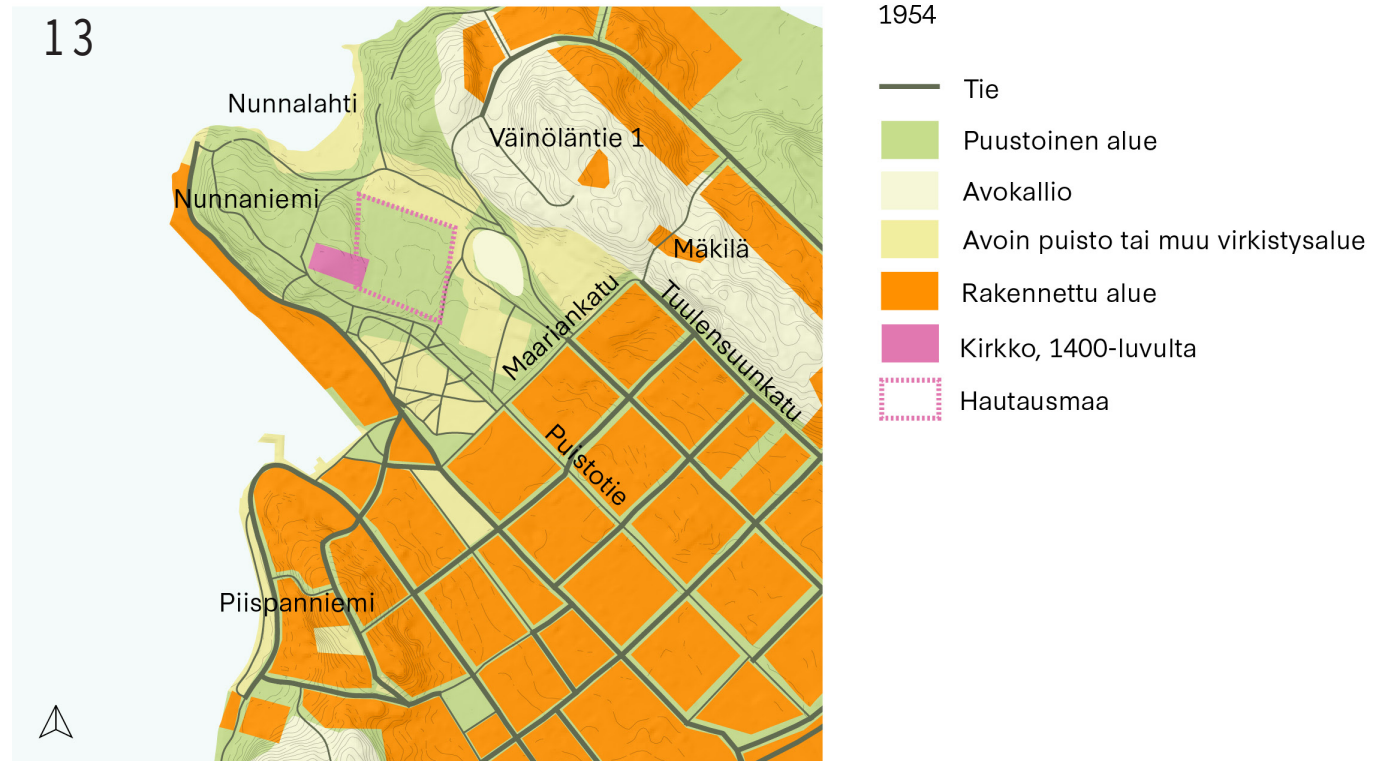 13
Nunnalahti
Väinöläntie 1
Nunnaniemi
Mäkilä
Maariankatu
Tuulensuunkatu
Puistotie
Piispanniemi
1954
Tie
Puustoinen alue
Avokallio
Avoin puisto tai muu virkistysalue
Rakennettu alue
Kirkko, 1400-luvulta
Hautausmaa